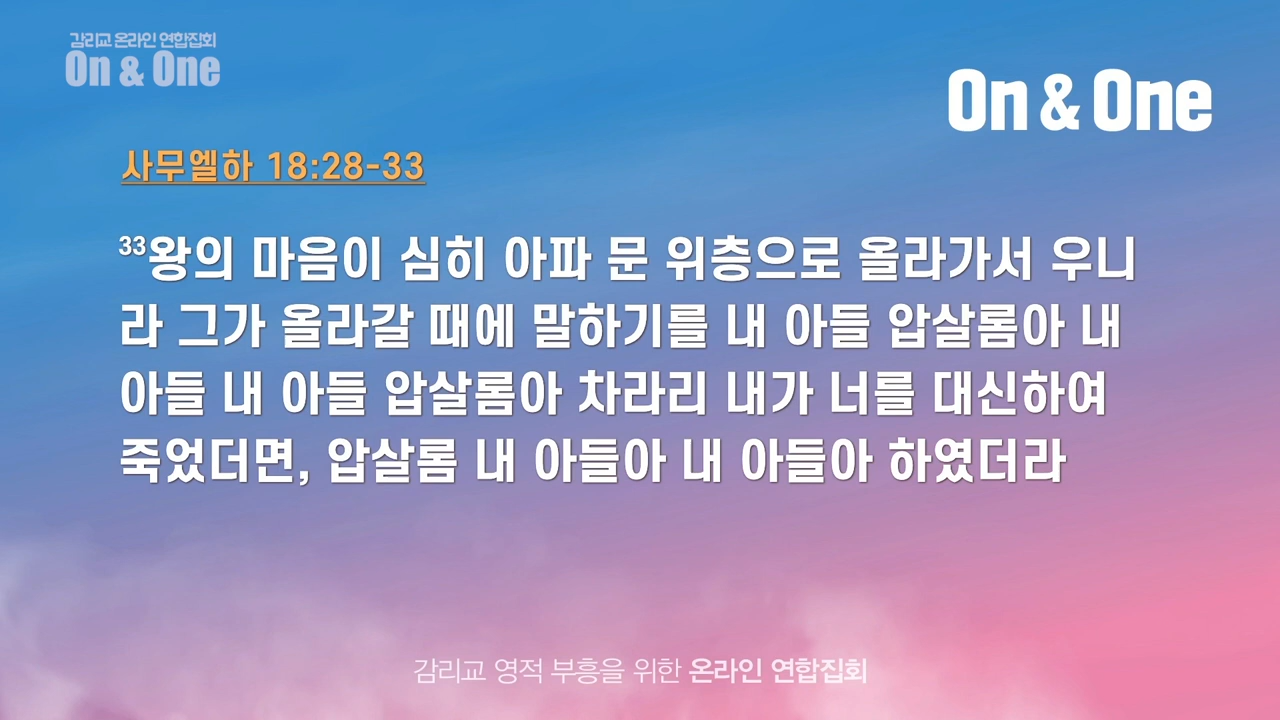 감리교 온라인 연합집회
On & One
On & One
사무엘하 18:28-33
33왕의 마음이 심히 아파 문 위층으로 올라가서 우니
라 그가 올라갈 때에 말하기를 내 아들 압살롬아 내
아들 내 아들 압살롬아 차라리 내가 너를 대신하여
죽었더면, 압살롬 내 아들아 내 아들아 하였더라
감리교 영적 부흥을 위한 온라인 연합집회